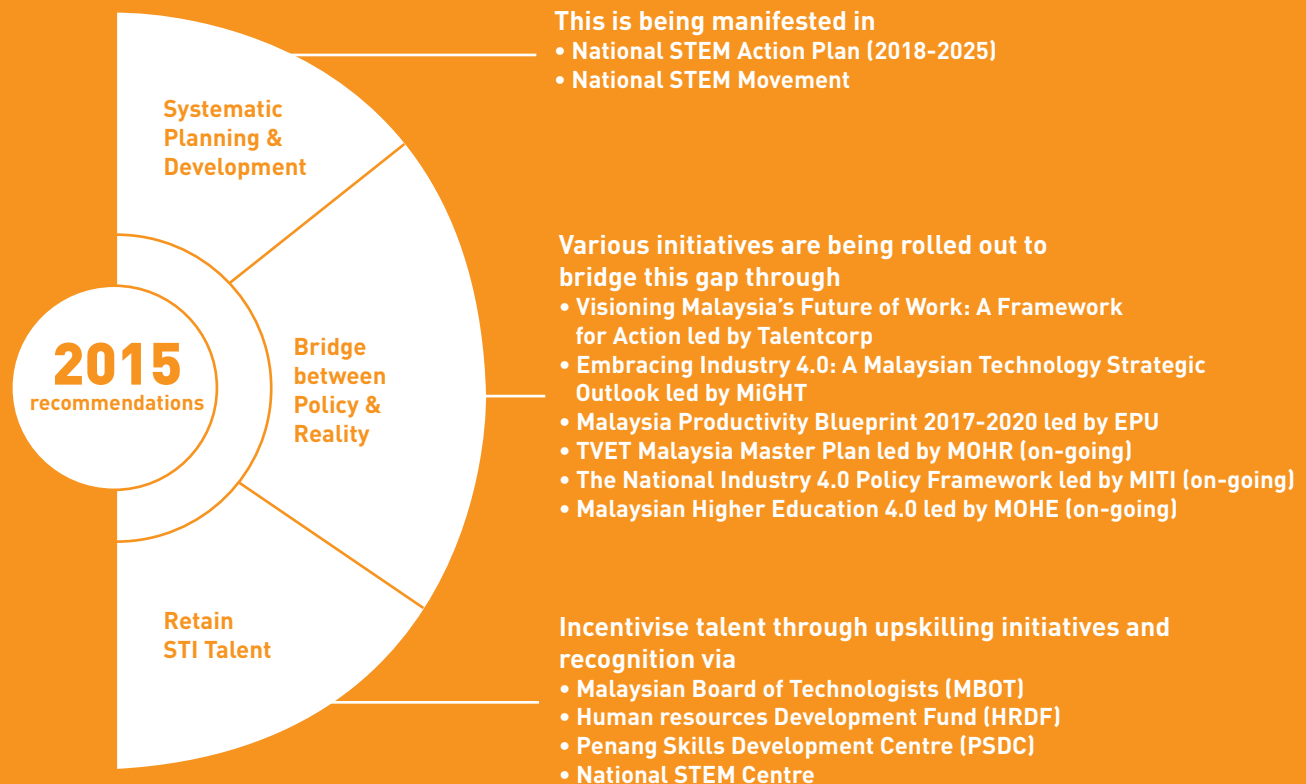 This is being manifested in
• National STEM Action Plan (2018-2025)
• National STEM Movement
Systematic
Planning &
Development
Various initiatives are being rolled out to
bridge this gap through
• Visioning Malaysia's Future of Work: A Framework
for Action led by Talentcorp
• Embracing Industry 4.0: A Malaysian Technology Strategic
Outlook led by MiGHT
• Malaysia Productivity Blueprint 2017-2020 led by EPU
• TVET Malaysia Master Plan led by MOHR (on-going)
• The National Industry 4.0 Policy Framework led by MITI (on-going)
• Malaysian Higher Education 4.0 led by MOHE (on-going)
2015
recommendations
Bridge
between
Policy &
Reality
Retain
STI Talent
Incentivise talent through upskilling initiatives and
recognition via
• Malaysian Board of Technologists (MBOT)
• Human resources Development Fund (HRDF)
• Penang Skills Development Centre (PSDC)
• National STEM Centre